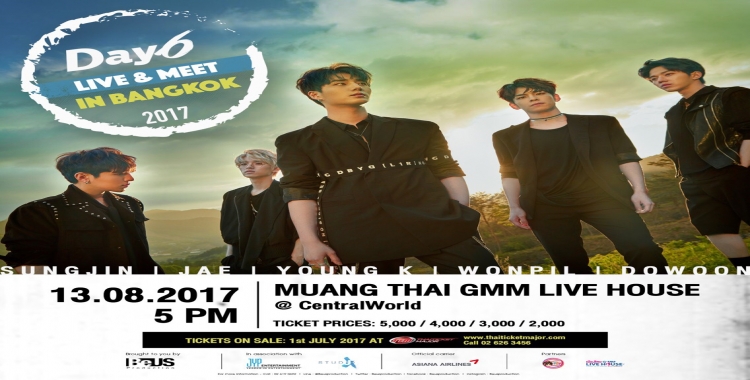 Day6
LIVE & MEET
IN BANGKOK
2017
SUNGJIN | JAE | YOUNG K | WONPIL | DOWOON
13.08.2017
5 PM
MUANG THAI GMM LIVE HOUSE
@ CentralWorld
TICKET PRICES: 5,000 / 4,000 / 3,000 / 2,000
TICKETS ON SALE: 1st JULY 2017 AT
www.thaiticketmajor.com
Call 02 626 3456
Brought to you by
In association with
Official carrier
Partners
ENTERTAINMENT
ASIANA AIRLINES
LIVE HOUSE